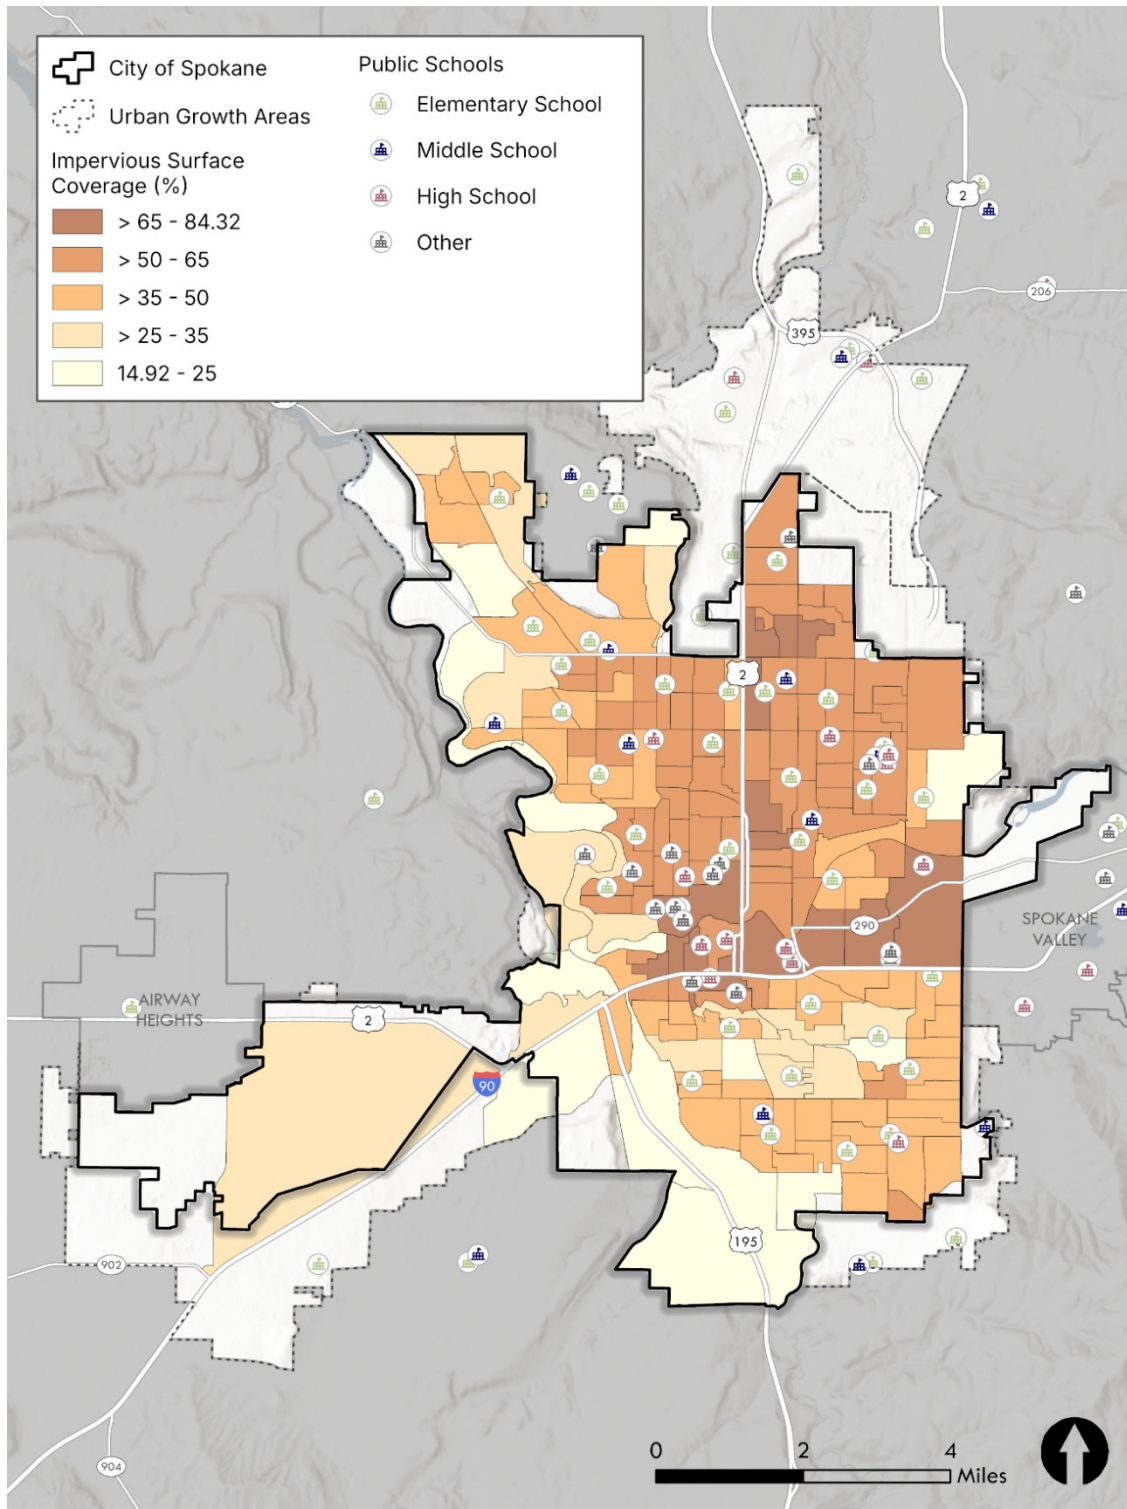 City of Spokane
Urban Growth Areas
Impervious Surface
Coverage (%)
> 65 - 84.32
> 50 - 65
> 35 - 50
> 25 - 35
14.92 - 25
Public Schools
Elementary School
Middle School
High School
Other
2
206
395
2
290
SPOKANE
VALLEY
AIRWAY
HEIGHTS
2
90
195
902
904
0 2 4
Miles